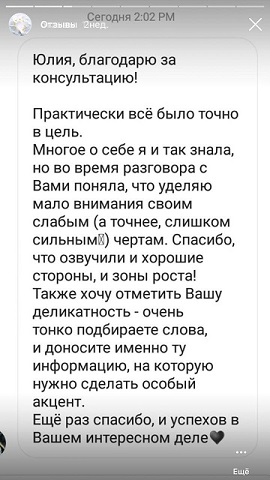 Сегодня 2:02 PM
Отзывы 2нед.
Юлия, благодарю за
консультацию!
Практически всё было точно
в цель.
Многое о себе я и так знала,
но во время разговора с
Вами поняла, что уделяю
мало внимания своим
слабым (а точнее, слишком
сильным) чертам. Спасибо,
что озвучили и хорошие
стороны, и зоны роста!
Также хочу отметить Вашу
деликатность - очень
тонко подбираете слова,
и доносите именно ту
информацию, на которую
нужно сделать особый
акцент.
Ещё раз спасибо, и успехов в
Вашем интересном деле🖤
Ещё